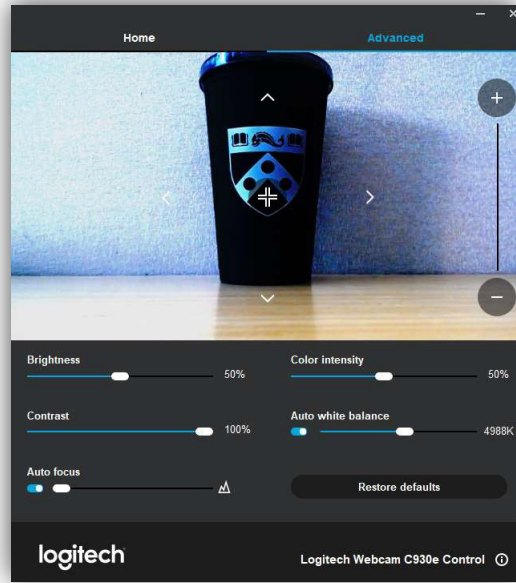 Home
Advanced
Brightness
50%
Color intensity
50%
Contrast
100%
Auto white balance
4988K
Auto focus
Restore defaults
logitech
Logitech Webcam C930e Control